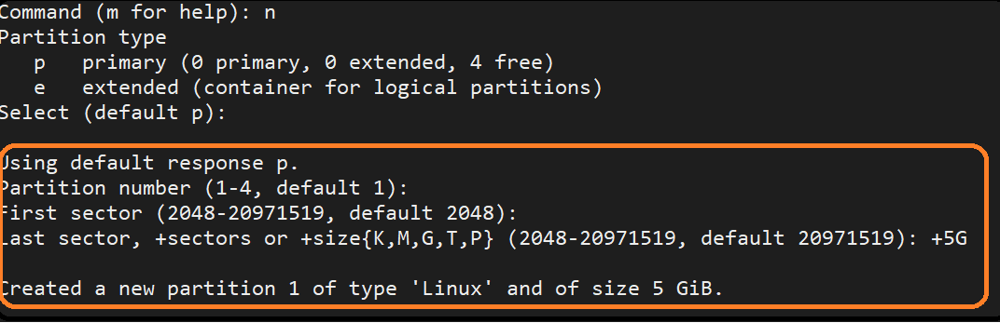 Command (m for help): n
Partition type
p primary (0 primary, 0 extended, 4 free)
e extended (container for logical partitions)
Select (default p):
Using default response p.
Partition number (1-4, default 1):
First sector (2048-20971519, default 2048):
Last sector, +sectors or +size{K,M,G,T,P} (2048-20971519, default 20971519): +5G
Created a new partition 1 of type 'Linux' and of size 5 GiB.